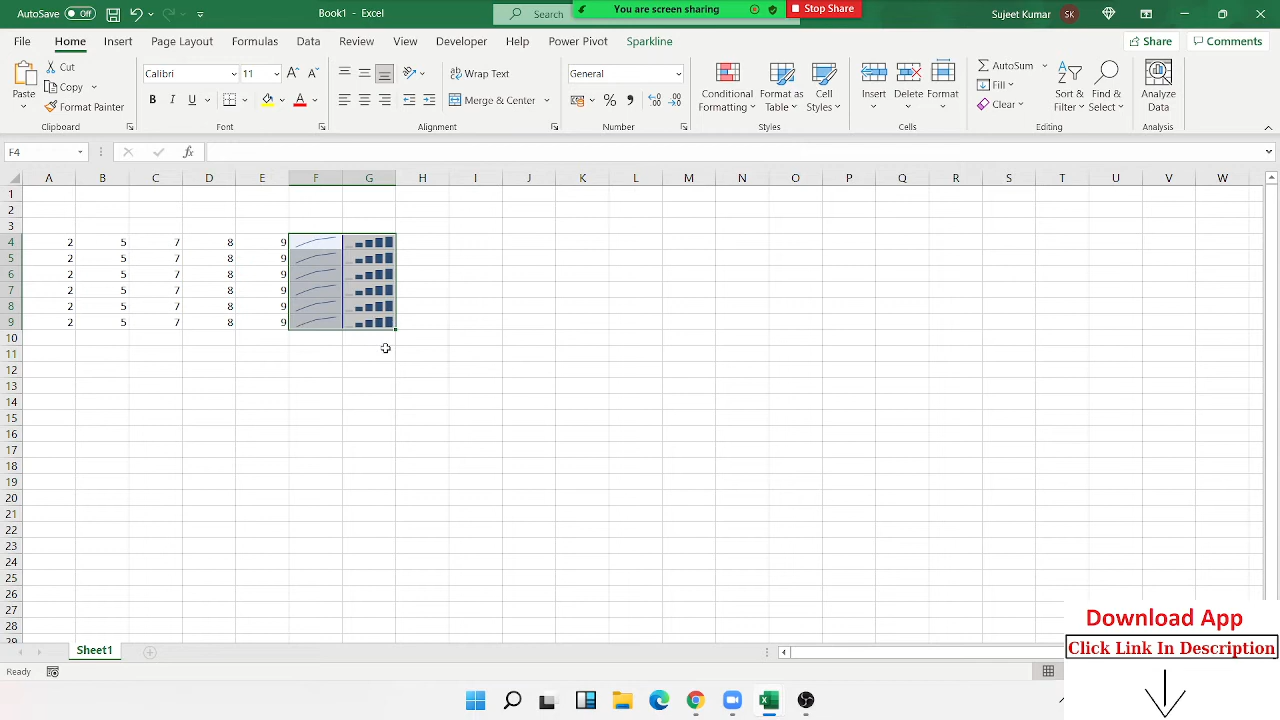 AutoSave Off Book1 - Excel Search You are screen sharing Stop Share Sujeet Kumar SK
File Home Insert Page Layout Formulas Data Review View Developer Help Power Pivot Sparkline Share Comments
Paste Cut Copy Format Painter
Clipboard
Calibri 11
B I U A
Font
Wrap Text
Merge & Center
Alignment
General
% ,
Number
Conditional Formatting Format as Table Cell Styles
Styles
Insert Delete Format
Cells
AutoSum Fill Clear Sort & Filter Find & Select
Editing
Analyze Data
Analysis
F4 fx
A B C D E F G H I J K L M N O P Q R S T U V W
1
2
3
4 2 5 7 8 9
5 2 5 7 8 9
6 2 5 7 8 9
7 2 5 7 8 9
8 2 5 7 8 9
9 2 5 7 8 9
10
11
12
13
14
15
16
17
18
19
20
21
22
23
24
25
26
27
28
29
Sheet1
Ready
Download App
Click Link In Description